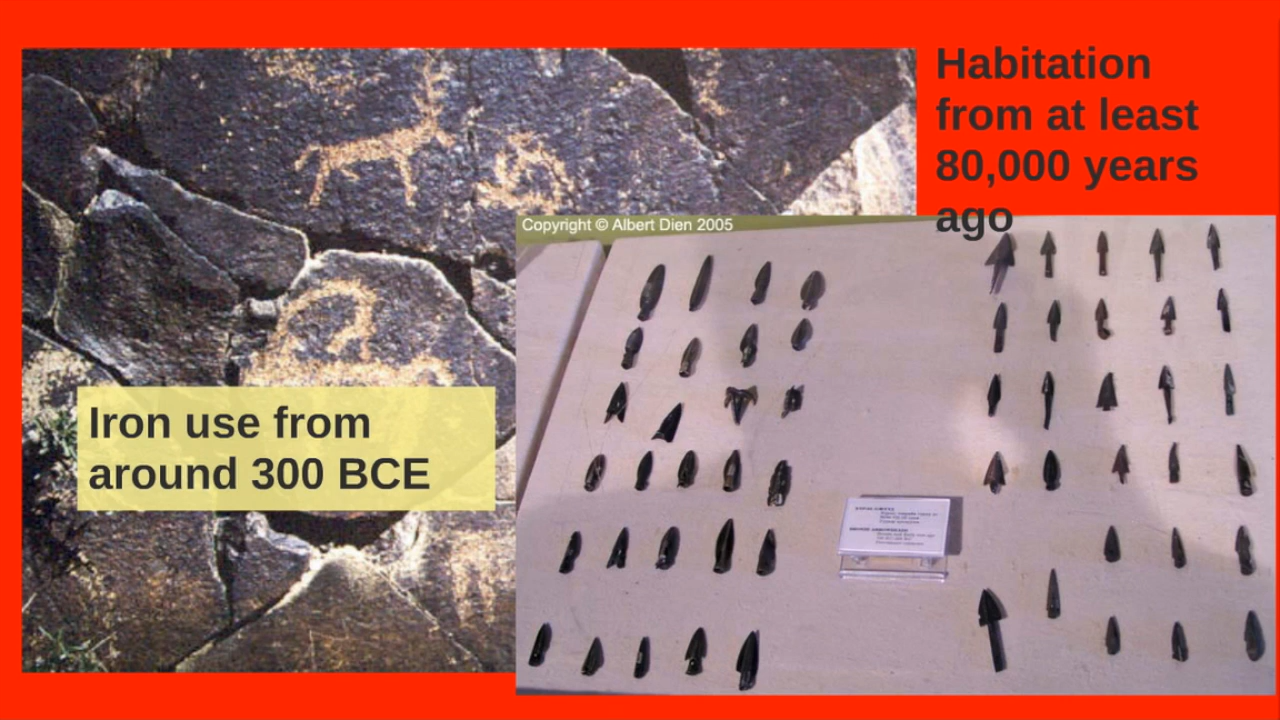 Habitation
from at least
80,000 years
ago
Copyright © Albert Dien 2005
Iron use from
around 300 BCE